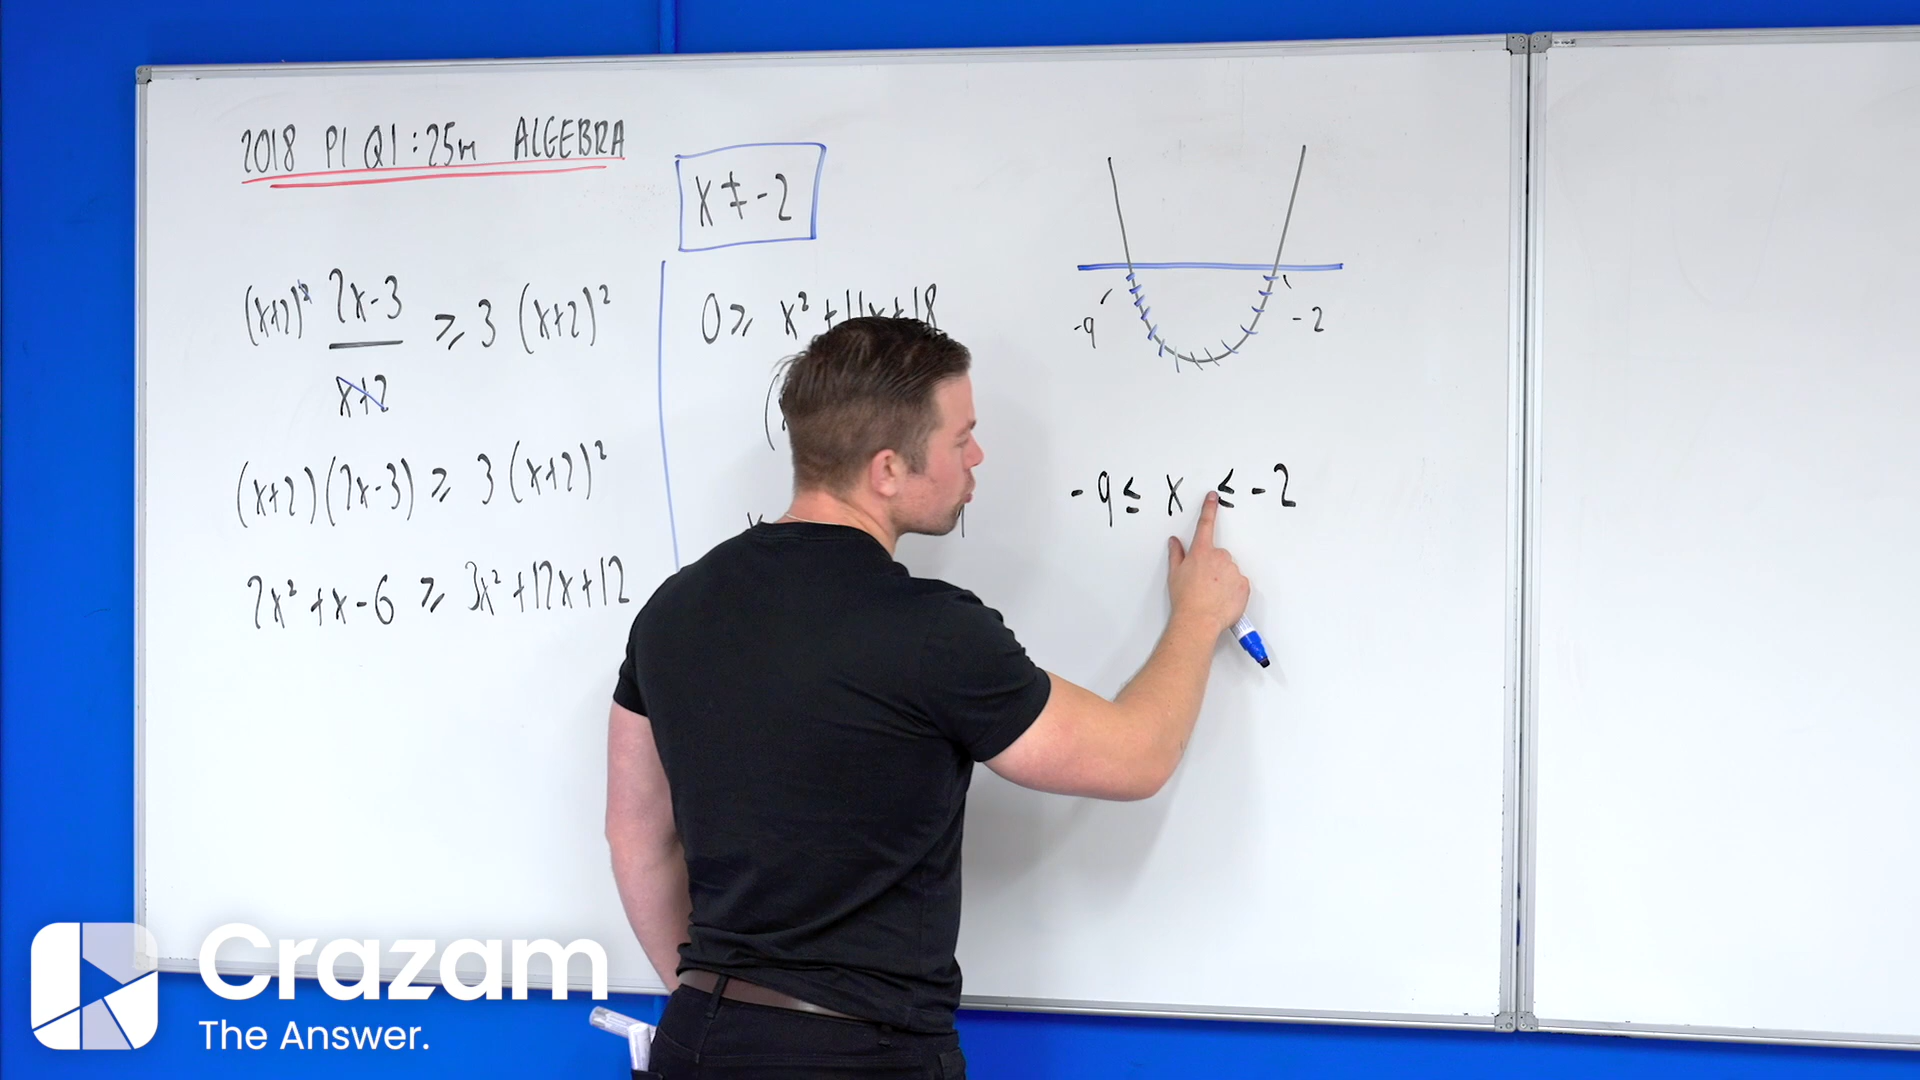 2018 P1 Q1 : 25m ALGEBRA
x ≠ -2
(x+2)² 2x-3 ≥ 3 (x+2)²
x+2
(x+2)(2x-3) ≥ 3(x+2)²
2x² + x - 6 ≥ 3x² + 12x + 12
0 ≥ x² + 11x + 18
-9
-2
-9 ≤ x ≤ -2
Crazam
The Answer.